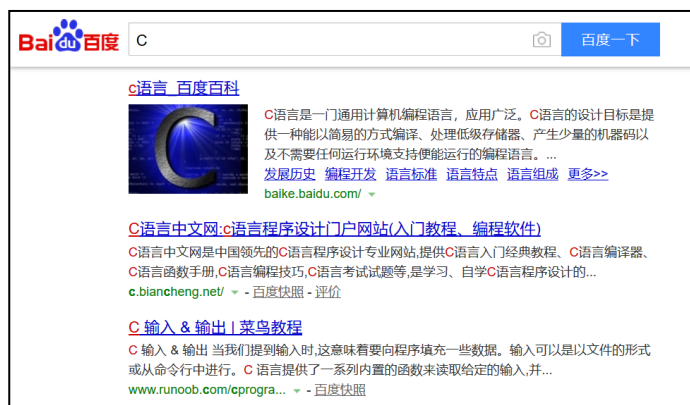 Bai du 百度 C 百度一下
c语言_百度百科
C
C语言是一门通用计算机编程语言，应用广泛。C语言的设计目标是提
供一种能以简易的方式编译、处理低级存储器、产生少量的机器码以
及不需要任何运行环境支持便能运行的编程语言。...
发展历史 编程开发 语言标准 语言特点 语言组成 更多>>
baike.baidu.com/
C语言中文网:c语言程序设计门户网站(入门教程、编程软件)
C语言中文网是中国领先的C语言程序设计专业网站,提供C语言入门经典教程、C语言编译器、
C语言函数手册,C语言编程技巧,C语言考试试题等,是学习、自学C语言程序设计的...
c.biancheng.net/ - 百度快照 - 评价
C 输入 & 输出 | 菜鸟教程
C 输入 & 输出 当我们提到输入时,这意味着要向程序填充一些数据。输入可以是以文件的形式
或从命令行中进行。C 语言提供了一系列内置的函数来读取给定的输入,并...
www.runoob.com/cprogra... - 百度快照